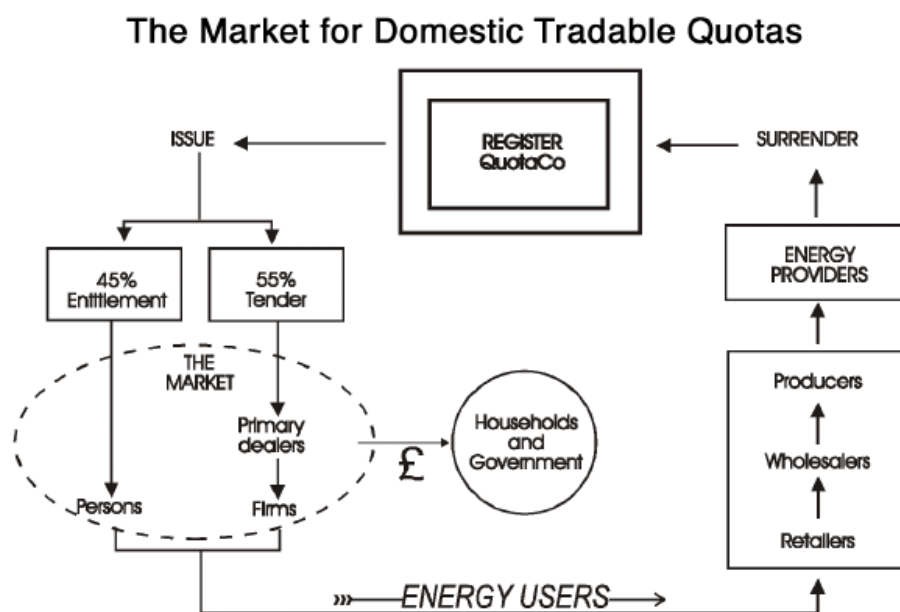 The Market for Domestic Tradable Quotas
ISSUE
REGISTER
QuotaCo
SURRENDER
45%
Entittlement
55%
Tender
ENERGY
PROVIDERS
THE
MARKET
Primary
dealers
Persons
Firms
£
Households
and
Government
Producers
Wholesalers
Retailers
ENERGY USERS